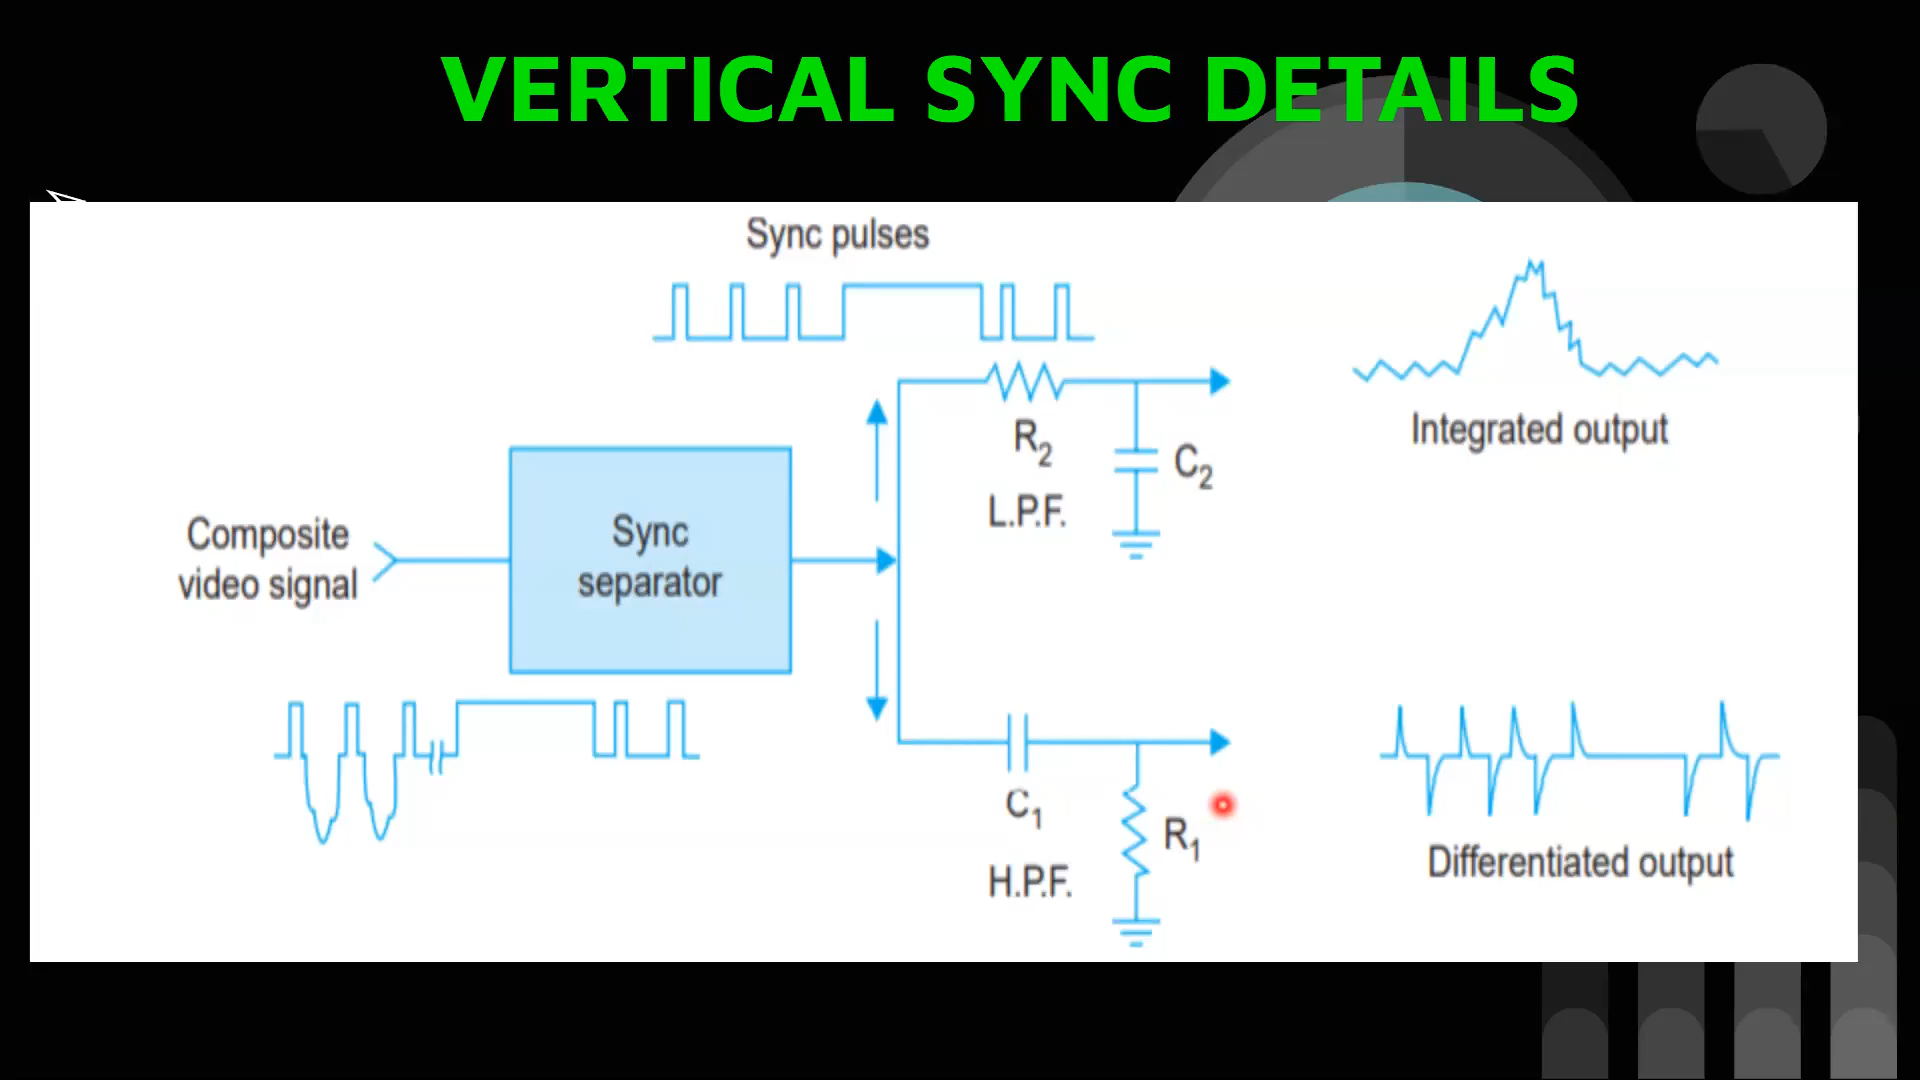 VERTICAL SYNC DETAILS
Sync pulses
Integrated output
R2
C2
L.P.F.
Composite
video signal
Sync
separator
C1
R1
H.P.F.
Differentiated output